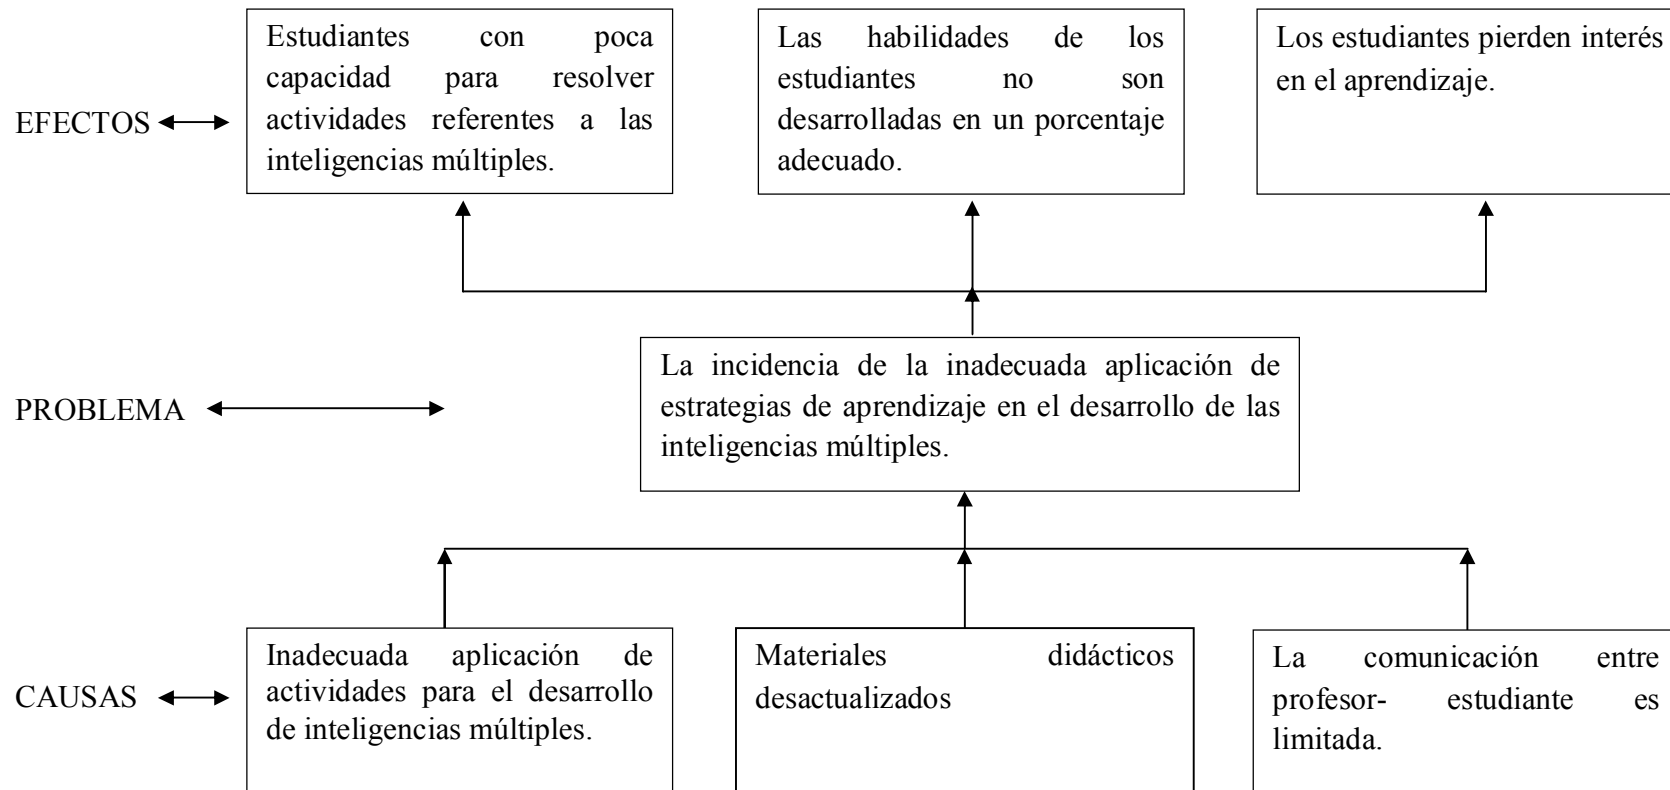 EFECTOS
Estudiantes con poca
capacidad para resolver
actividades referentes a las
inteligencias múltiples.
Las habilidades de los
estudiantes no son
desarrolladas en un porcentaje
adecuado.
Los estudiantes pierden interés
en el aprendizaje.
PROBLEMA
La incidencia de la inadecuada aplicación de
estrategias de aprendizaje en el desarrollo de las
inteligencias múltiples.
CAUSAS
Inadecuada aplicación de
actividades para el desarrollo
de inteligencias múltiples.
Materiales didácticos
desactualizados
La comunicación entre
profesor- estudiante es
limitada.